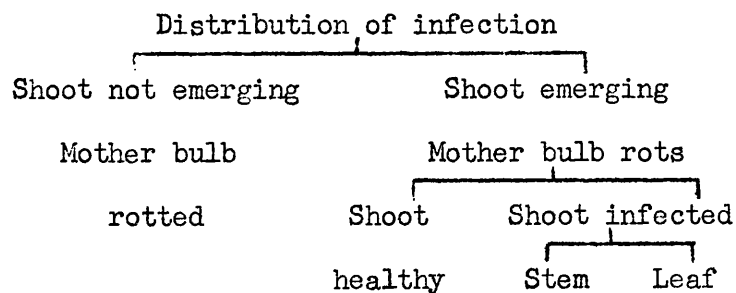 Distribution of infection
Shoot not emerging Shoot emerging
Mother bulb Mother bulb rots
rotted Shoot Shoot infected
healthy Stem Leaf